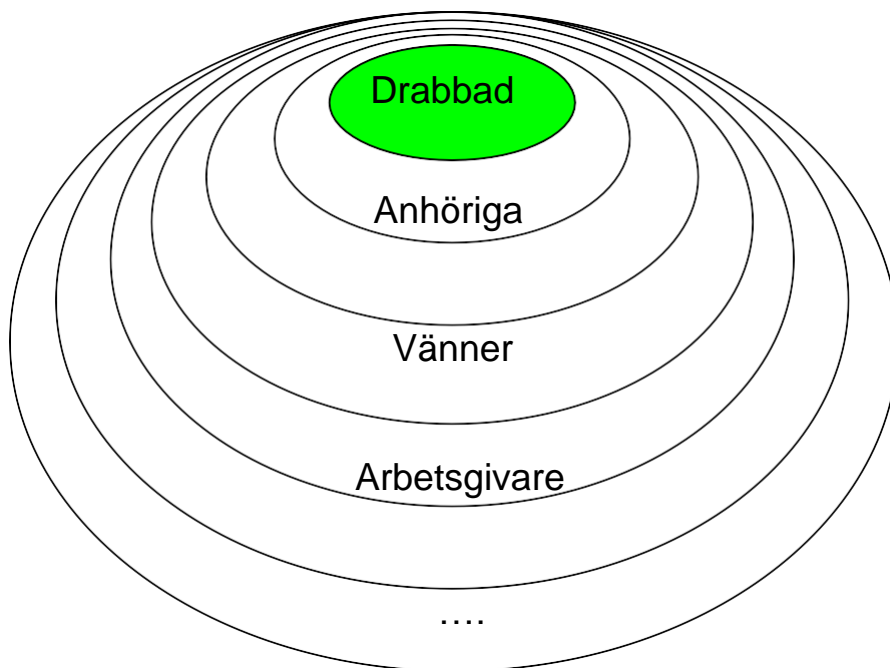 Drabbad
Anhöriga
Vänner
Arbetsgivare
….